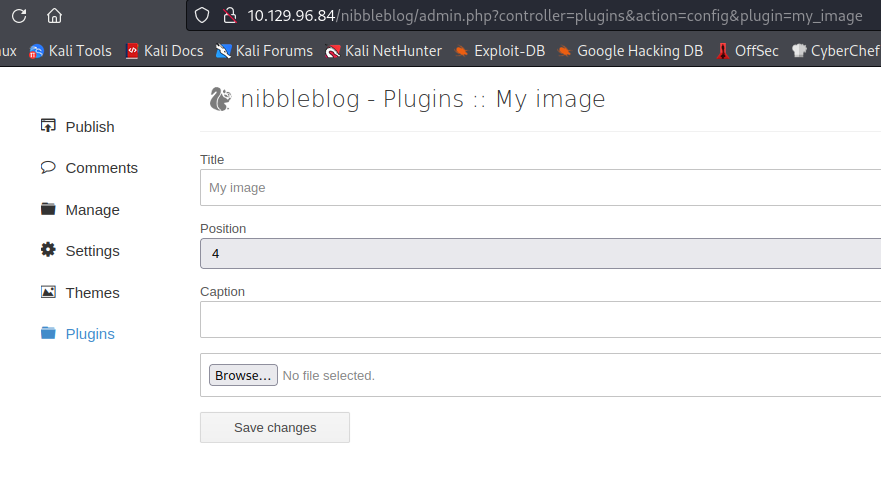 10.129.96.84/nibbleblog/admin.php?controller=plugins&action=config&plugin=my_image
ux Kali Tools Kali Docs Kali Forums Kali NetHunter Exploit-DB Google Hacking DB OffSec CyberChef
nibbleblog - Plugins :: My image
Publish
Comments
Manage
Settings
Themes
Plugins
Title
My image
Position
4
Caption
Browse... No file selected.
Save changes